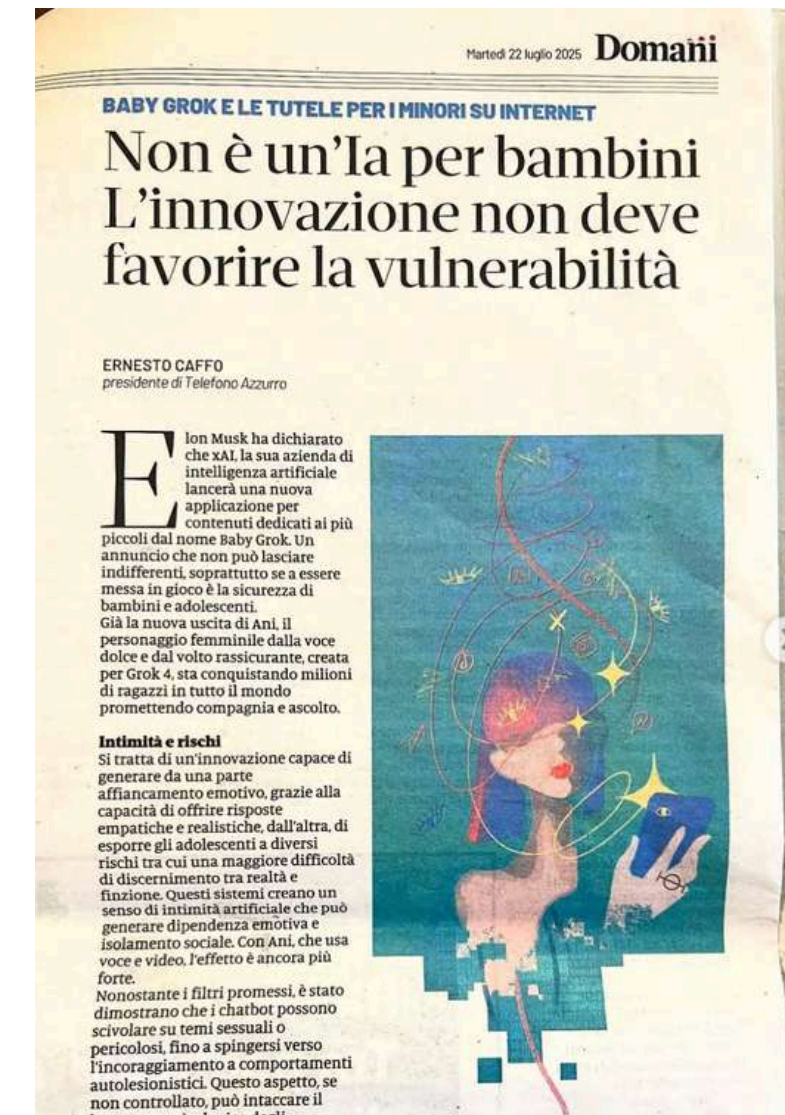 Martedì 22 luglio 2025 Domani
BABY GROK E LE TUTELE PER I MINORI SU INTERNET
Non è un'Ia per bambini
L'innovazione non deve
favorire la vulnerabilità
ERNESTO CAFFO
presidente di Telefono Azzurro
Elon Musk ha dichiarato
che xAI, la sua azienda di
intelligenza artificiale
lancerà una nuova
applicazione per
contenuti dedicati ai più
piccoli dal nome Baby Grok. Un
annuncio che non può lasciare
indifferenti, soprattutto se a essere
messa in gioco è la sicurezza di
bambini e adolescenti.
Già la nuova uscita di Ani, il
personaggio femminile dalla voce
dolce e dal volto rassicurante, creata
per Grok 4, sta conquistando milioni
di ragazzi in tutto il mondo
promettendo compagnia e ascolto.
Intimità e rischi
Si tratta di un'innovazione capace di
generare da una parte
affiancamento emotivo, grazie alla
capacità di offrire risposte
empatiche e realistiche, dall'altra, di
esporre gli adolescenti a diversi
rischi tra cui una maggiore difficoltà
di discernimento tra realtà e
finzione. Questi sistemi creano un
senso di intimità artificiale che può
generare dipendenza emotiva e
isolamento sociale. Con Ani, che usa
voce e video, l'effetto è ancora più
forte.
Nonostante i filtri promessi, è stato
dimostrano che i chatbot possono
scivolare su temi sessuali o
pericolosi, fino a spingersi verso
l'incoraggiamento a comportamenti
autolesionistici. Questo aspetto, se
non controllato, può intaccare il